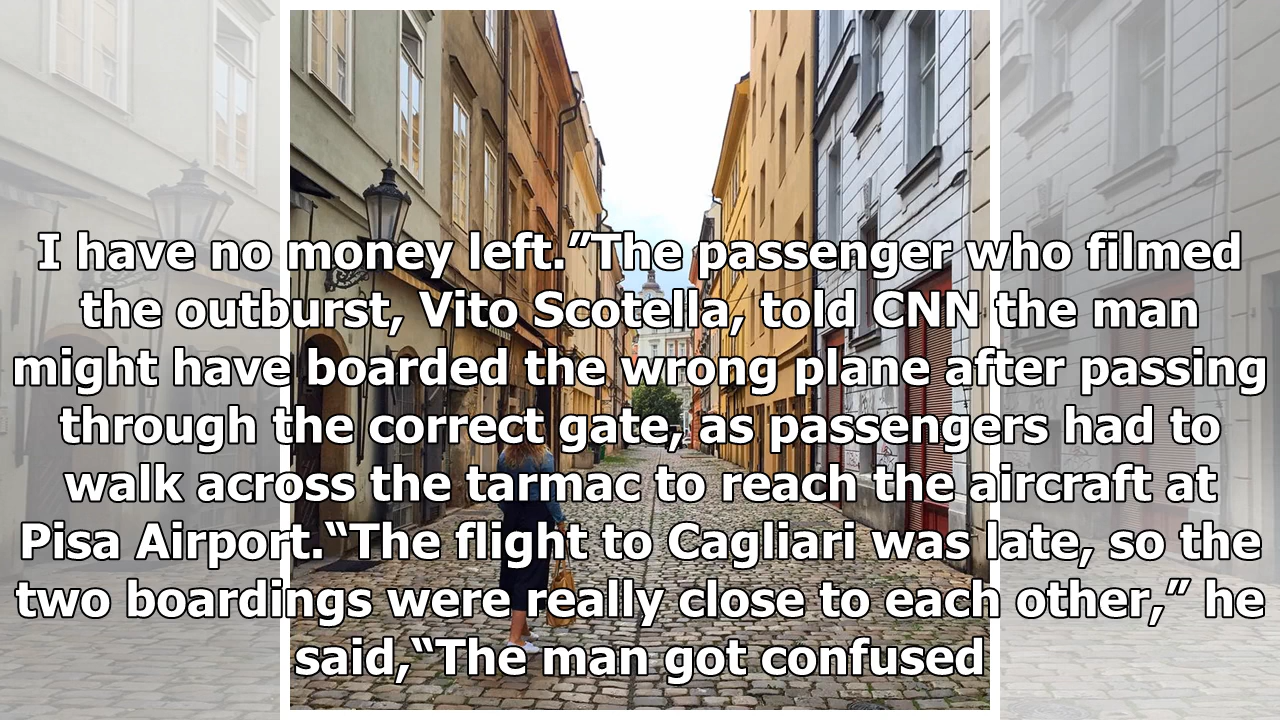 I have no money left.”The passenger who filmed
the outburst, Vito Scotella, told CNN the man
might have boarded the wrong plane after passing
through the correct gate, as passengers had to
walk across the tarmac to reach the aircraft at
Pisa Airport.“The flight to Cagliari was late, so the
two boardings were really close to each other,” he
said,“The man got confused